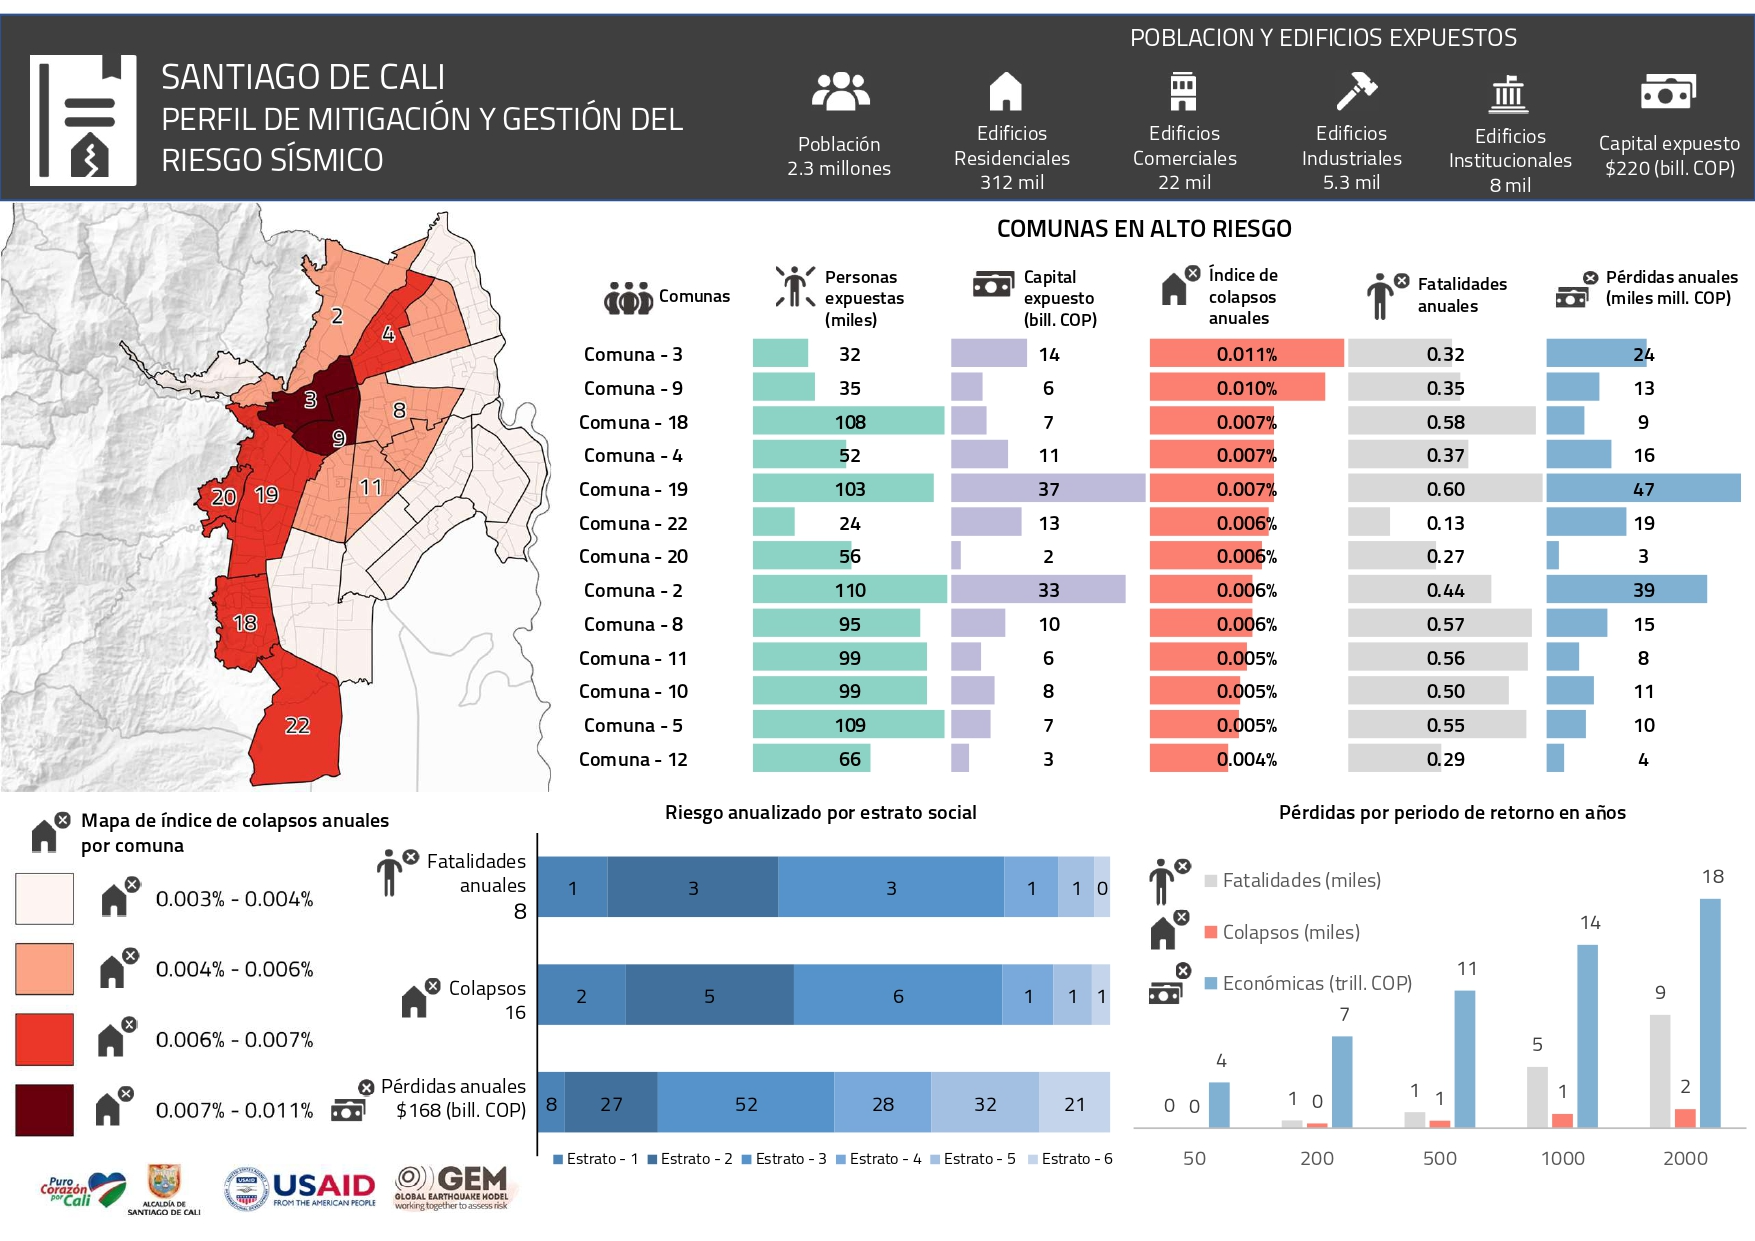 SANTIAGO DE CALI
PERFIL DE MITIGACIÓN Y GESTIÓN DEL
RIESGO SÍSMICO
POBLACION Y EDIFICIOS EXPUESTOS
Población
2.3 millones
Edificios
Residenciales
312 mil
Edificios
Comerciales
22 mil
Edificios
Industriales
5.3 mil
Edificios
Institucionales
8 mil
Capital expuesto
$220 (bill. COP)
2
4
3
8
9
11
20
19
18
22
COMUNAS EN ALTO RIESGO
Comunas
Personas
expuestas
(miles)
Capital
expuesto
(bill. COP)
Índice de
colapsos
anuales
Fatalidades
anuales
Pérdidas anuales
(miles mill. COP)
Comuna - 3 32 14 0.011% 0.32 24
Comuna - 9 35 6 0.010% 0.35 13
Comuna - 18 108 7 0.007% 0.58 9
Comuna - 4 52 11 0.007% 0.37 16
Comuna - 19 103 37 0.007% 0.60 47
Comuna - 22 24 13 0.006% 0.13 19
Comuna - 20 56 2 0.006% 0.27 3
Comuna - 2 110 33 0.006% 0.44 39
Comuna - 8 95 10 0.006% 0.57 15
Comuna - 11 99 6 0.005% 0.56 8
Comuna - 10 99 8 0.005% 0.50 11
Comuna - 5 109 7 0.005% 0.55 10
Comuna - 12 66 3 0.004% 0.29 4
Mapa de índice de colapsos anuales
por comuna
0.003% - 0.004%
0.004% - 0.006%
0.006% - 0.007%
0.007% - 0.011%
Riesgo anualizado por estrato social
Fatalidades
anuales
8
1 3 3 1 1 0
Colapsos
16
2 5 6 1 1 1
Pérdidas anuales
$168 (bill. COP)
8 27 52 28 32 21
Estrato - 1 Estrato - 2 Estrato - 3 Estrato - 4 Estrato - 5 Estrato - 6
Pérdidas por periodo de retorno en años
Fatalidades (miles)
Colapsos (miles)
Económicas (trill. COP)
0 0 4
1 0 7
1 1 11
5 1 14
9 2 18
50 200 500 1000 2000
Puro
Corazón
por Cali
ALCALDÍA DE
SANTIAGO DE CALI
USAID
USAID
FROM THE AMERICAN PEOPLE
GEM
GLOBAL EARTHQUAKE MODEL
working together to assess risk